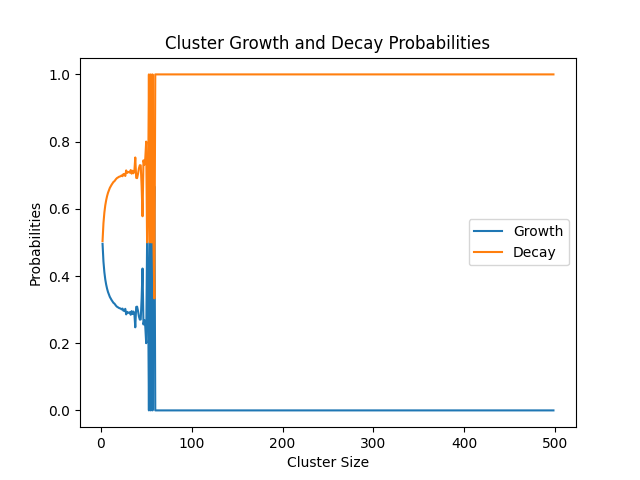 Cluster Growth and Decay Probabilities
1.0
0.8
0.6
0.4
0.2
0.0
Probabilities
Growth
Decay
0 100 200 300 400 500
Cluster Size